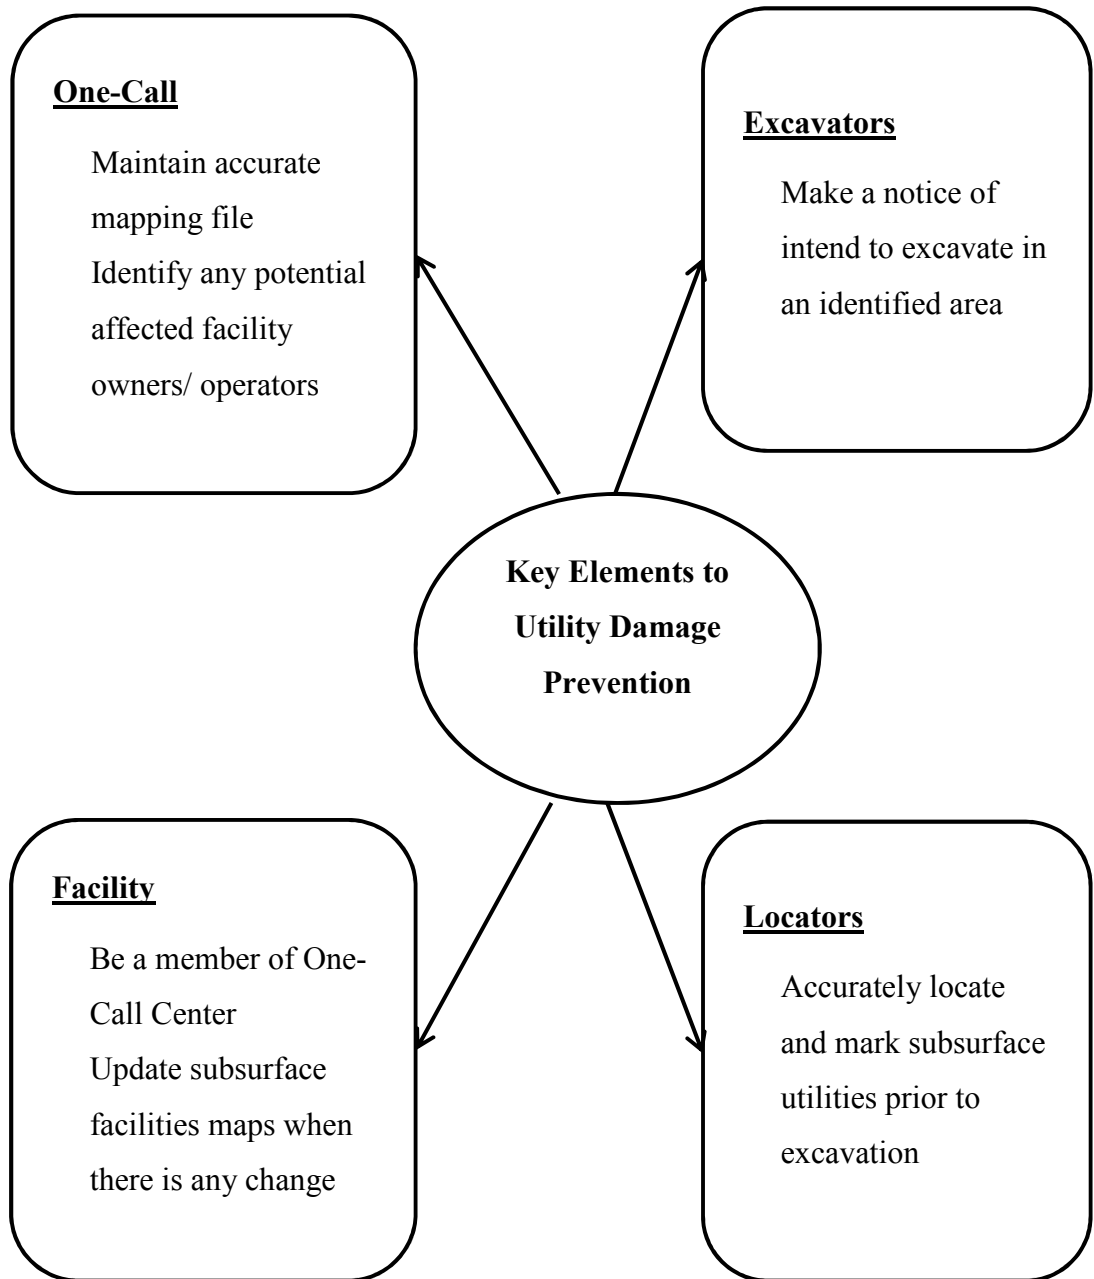 One-Call
Maintain accurate
mapping file
Identify any potential
affected facility
owners/ operators
Excavators
Make a notice of
intend to excavate in
an identified area
Key Elements to
Utility Damage
Prevention
Facility
Be a member of One-
Call Center
Update subsurface
facilities maps when
there is any change
Locators
Accurately locate
and mark subsurface
utilities prior to
excavation